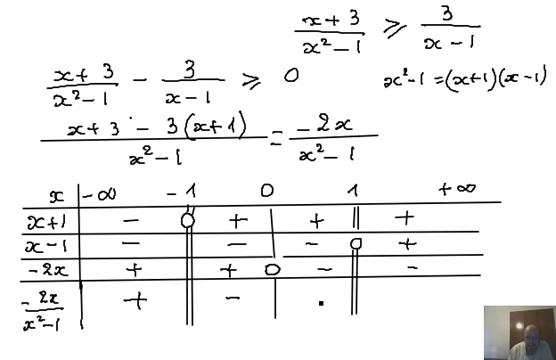 x + 3 / x² − 1 ⩾ 3 / x − 1
x + 3 / x² − 1 − 3 / x − 1 ⩾ 0
x² − 1 = (x+1)(x − 1)
x + 3 − 3(x+1) / x² − 1 = −2x / x² − 1
x | −∞ −1 0 1 +∞
x+1 | − 0 + | + || +
x−1 | − || − | − 0 +
−2x | + || + 0 − || −
−2x / x²−1 | + || − | . ||